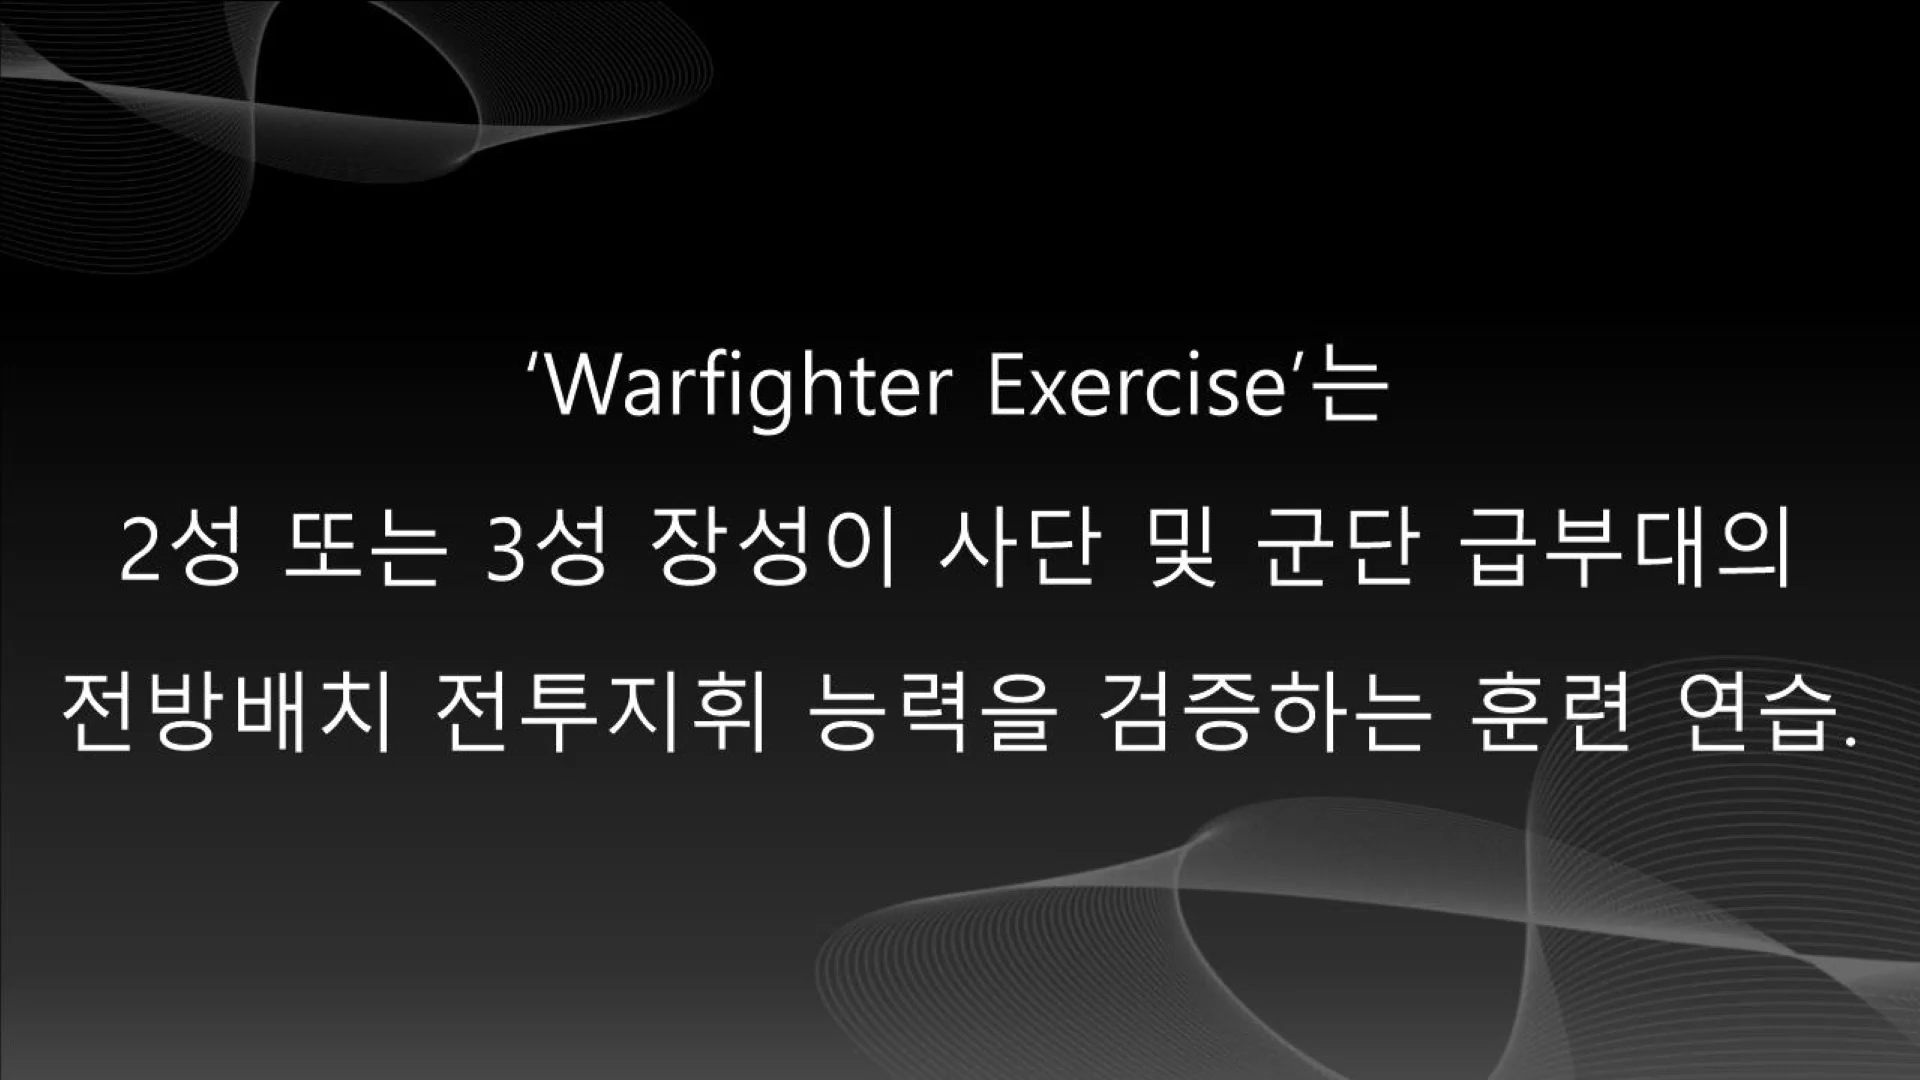 ‘Warfighter Exercise’는
2성 또는 3성 장성이 사단 및 군단 급부대의
전방배치 전투지휘 능력을 검증하는 훈련 연습.